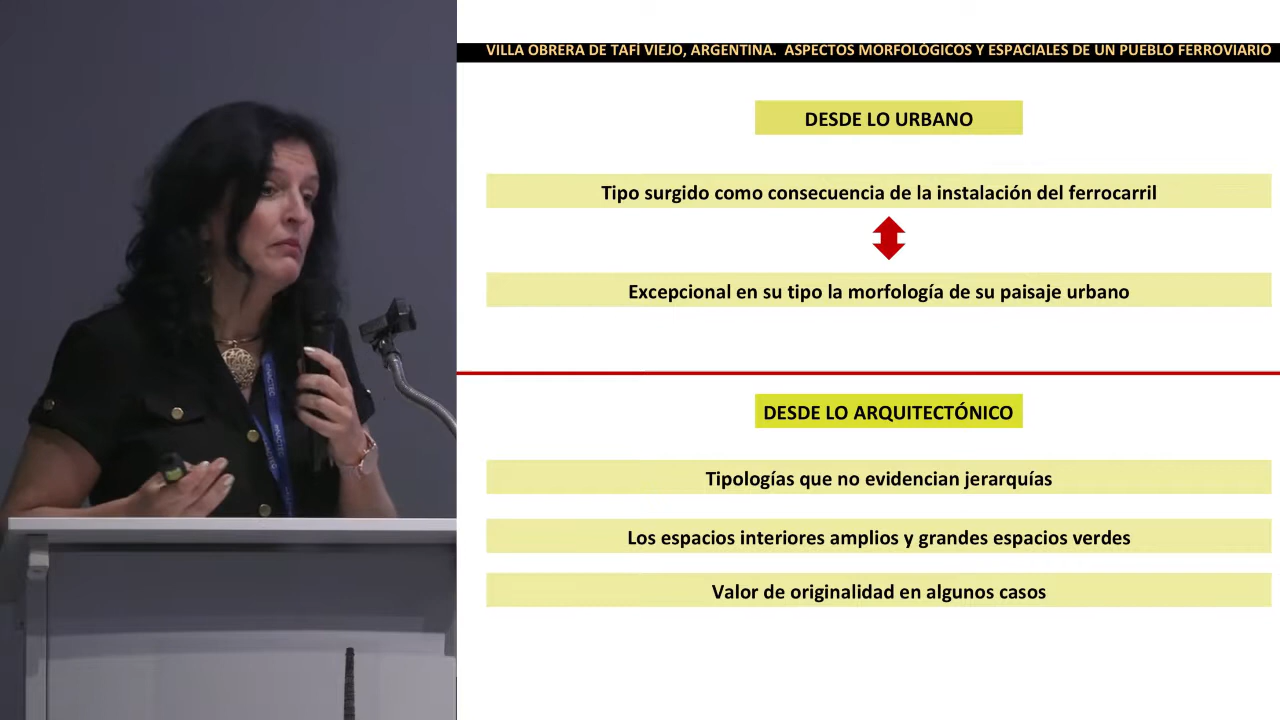 VILLA OBRERA DE TAFÍ VIEJO, ARGENTINA. ASPECTOS MORFOLÓGICOS Y ESPACIALES DE UN PUEBLO FERROVIARIO
DESDE LO URBANO
Tipo surgido como consecuencia de la instalación del ferrocarril
Excepcional en su tipo la morfología de su paisaje urbano
DESDE LO ARQUITECTÓNICO
Tipologías que no evidencian jerarquías
Los espacios interiores amplios y grandes espacios verdes
Valor de originalidad en algunos casos